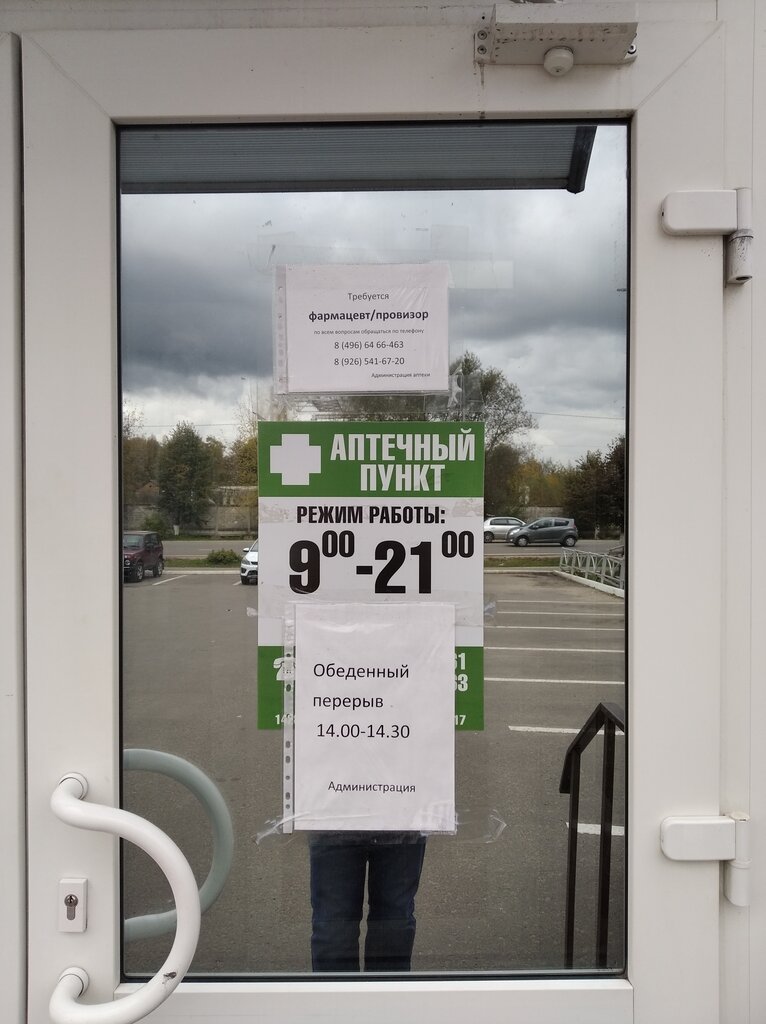 Требуется
фармацевт/провизор
по всем вопросам обращаться по телефону
8 (496) 64 66-463
8 (926) 541-67-20
Администрация аптеки
АПТЕЧНЫЙ
ПУНКТ
РЕЖИМ РАБОТЫ:
9⁰⁰-21⁰⁰
Обеденный
перерыв
14.00-14.30
Администрация